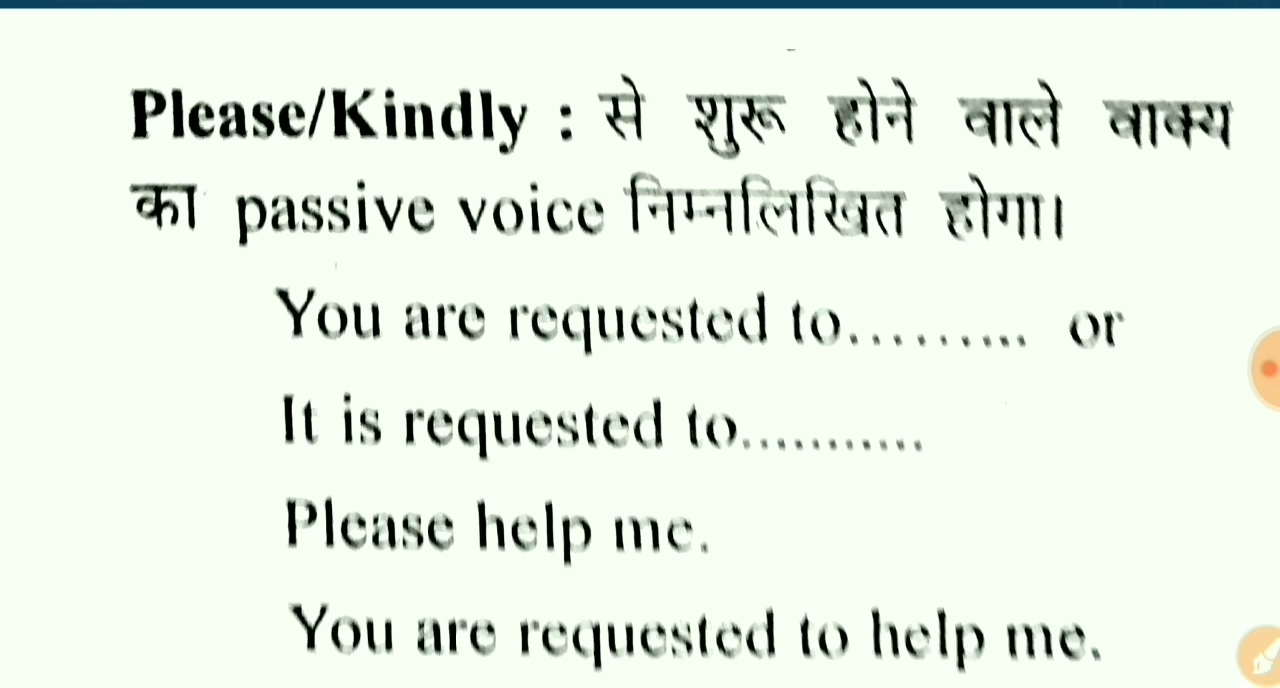 Please/Kindly : से शुरू होने वाले वाक्य
का passive voice निम्नलिखित होगा।
You are requested to......... or
It is requested to...........
Please help me.
You are requested to help me.